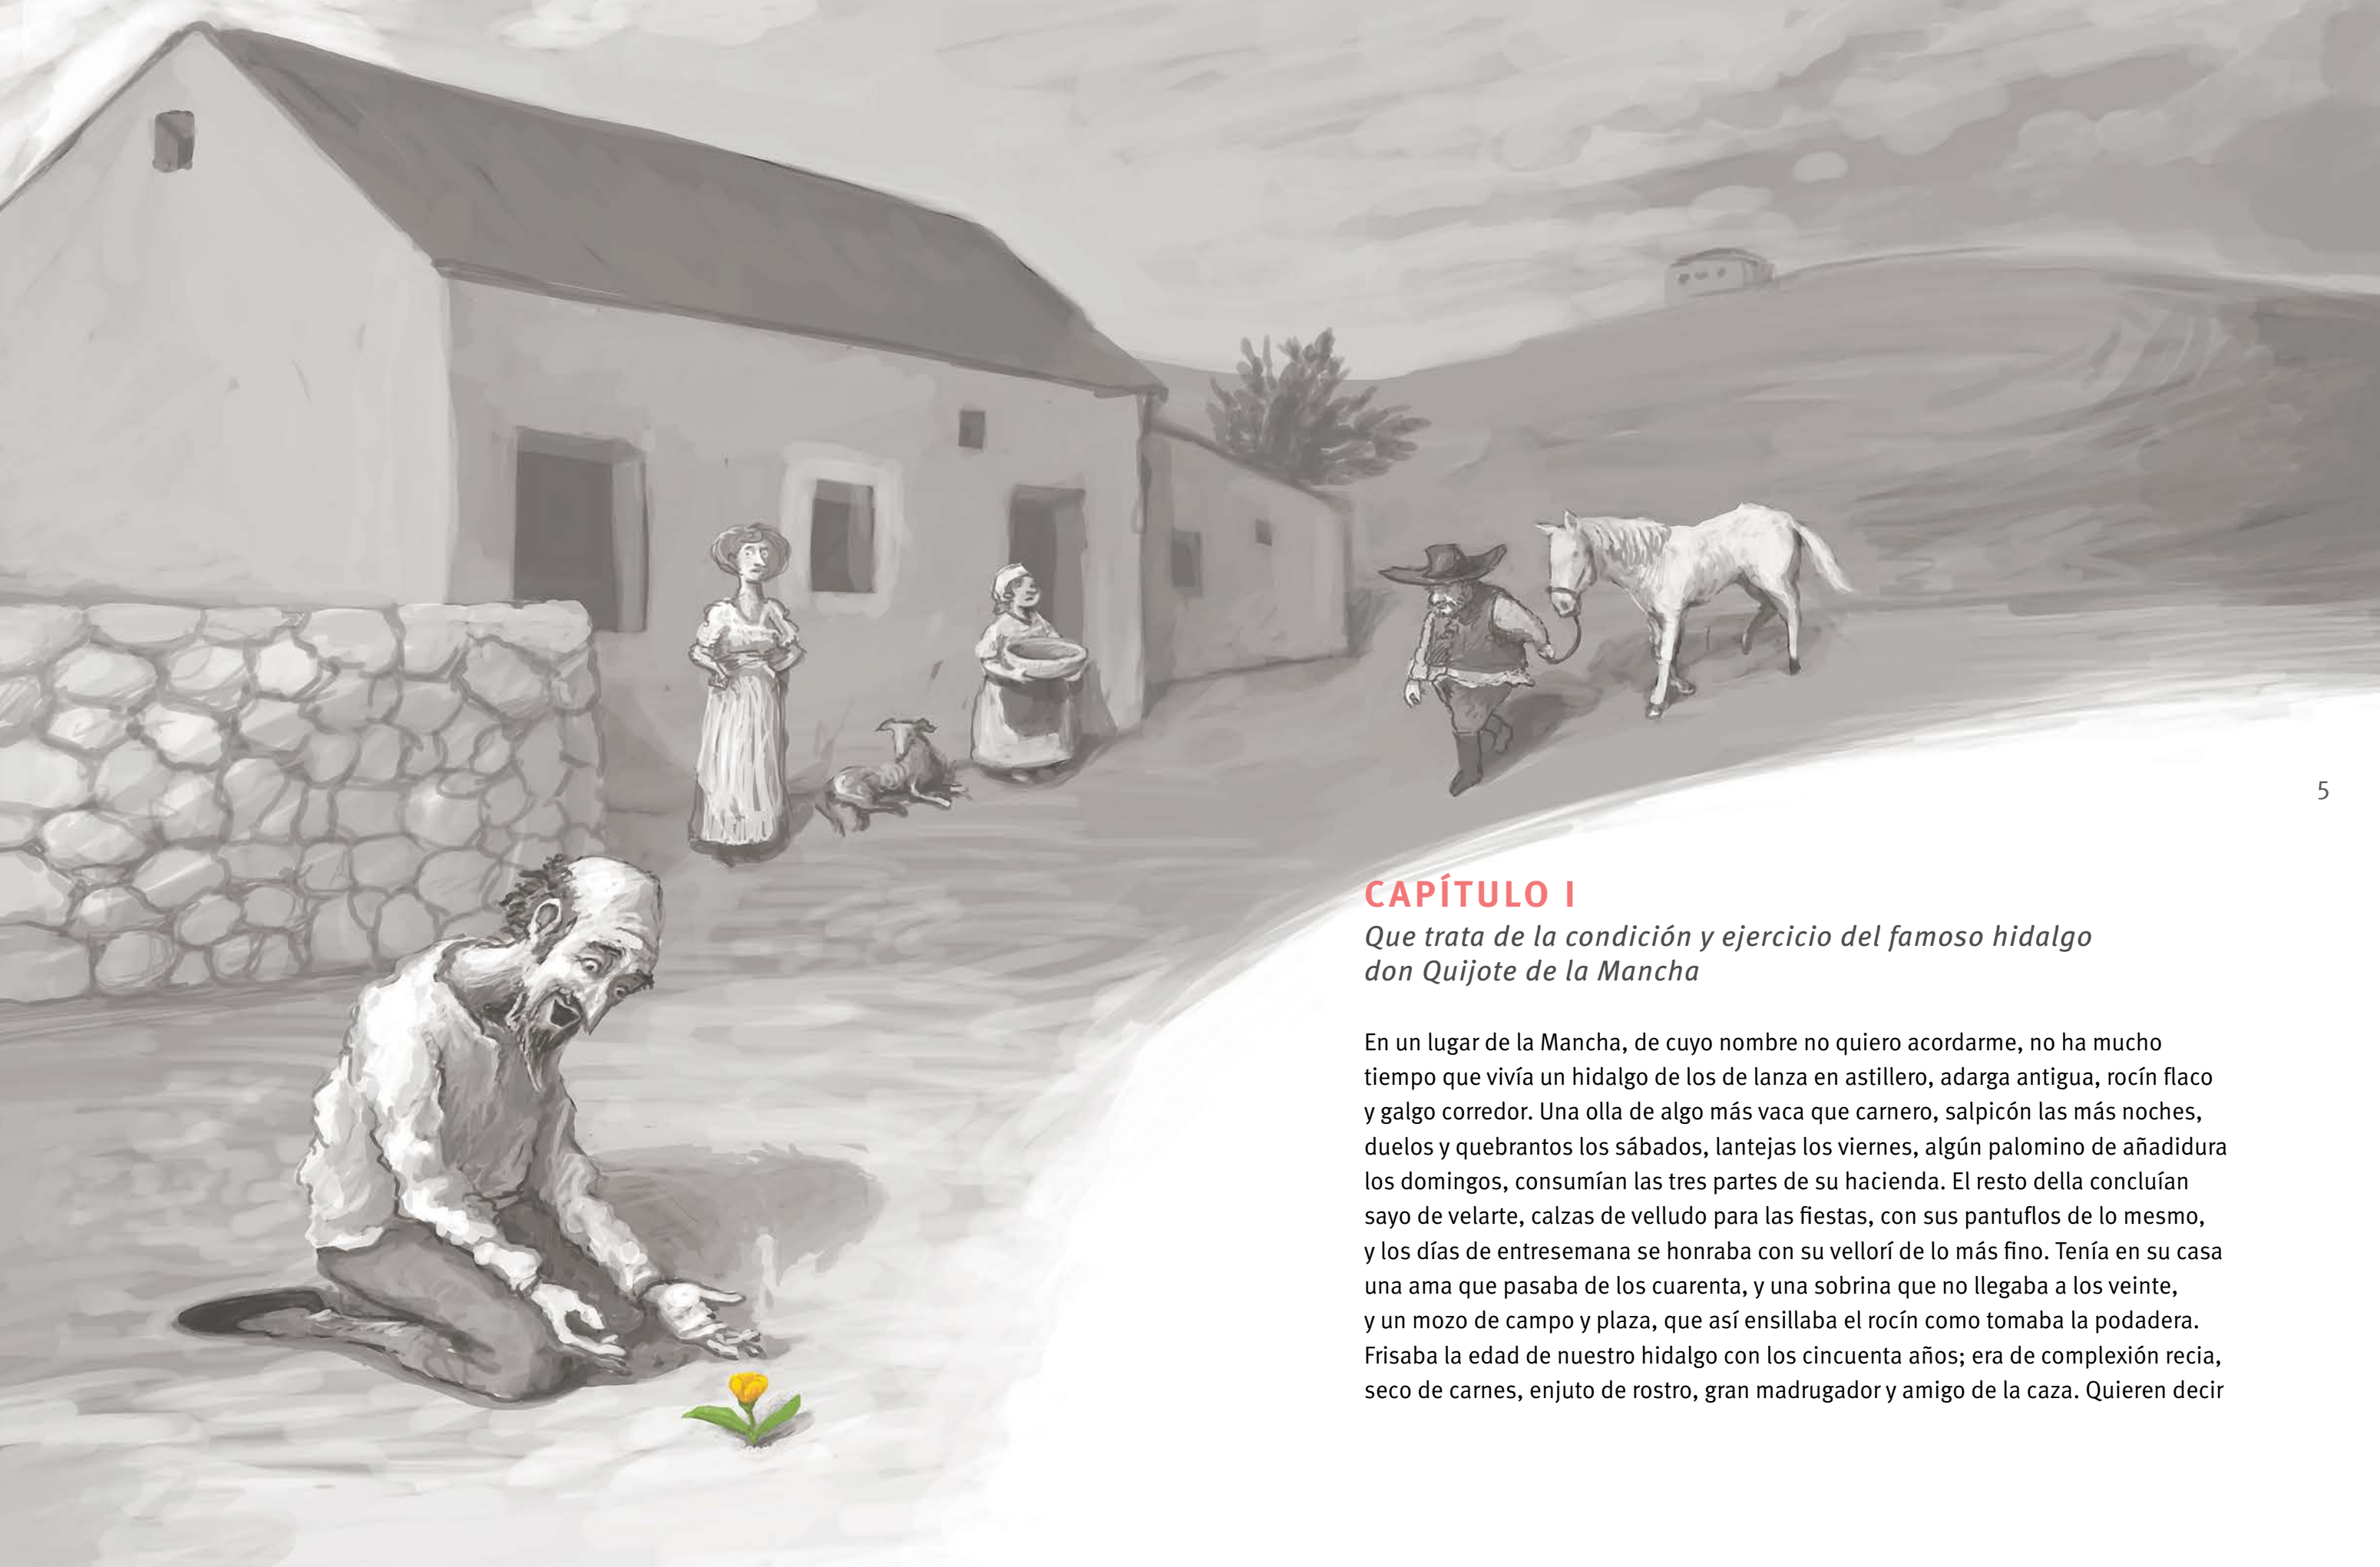 5
CAPÍTULO I
Que trata de la condición y ejercicio del famoso hidalgo
don Quijote de la Mancha
En un lugar de la Mancha, de cuyo nombre no quiero acordarme, no ha mucho
tiempo que vivía un hidalgo de los de lanza en astillero, adarga antigua, rocín flaco
y galgo corredor. Una olla de algo más vaca que carnero, salpicón las más noches,
duelos y quebrantos los sábados, lantejas los viernes, algún palomino de añadidura
los domingos, consumían las tres partes de su hacienda. El resto della concluían
sayo de velarte, calzas de velludo para las fiestas, con sus pantuflos de lo mesmo,
y los días de entresemana se honraba con su vellorí de lo más fino. Tenía en su casa
una ama que pasaba de los cuarenta, y una sobrina que no llegaba a los veinte,
y un mozo de campo y plaza, que así ensillaba el rocín como tomaba la podadera.
Frisaba la edad de nuestro hidalgo con los cincuenta años; era de complexión recia,
seco de carnes, enjuto de rostro, gran madrugador y amigo de la caza. Quieren decir